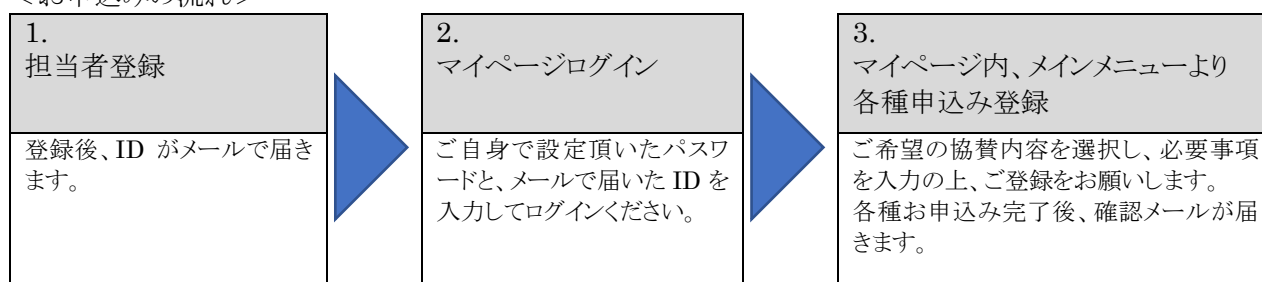 <お申込みの流れ>
1.
担当者登録
登録後、ID がメールで届き
ます。
2.
マイページログイン
ご自身で設定頂いたパスワ
ードと、メールで届いた ID を
入力してログインください。
3.
マイページ内、メインメニューより
各種申込み登録
ご希望の協賛内容を選択し、必要事項
を入力の上、ご登録をお願いします。
各種お申込み完了後、確認メールが届
きます。